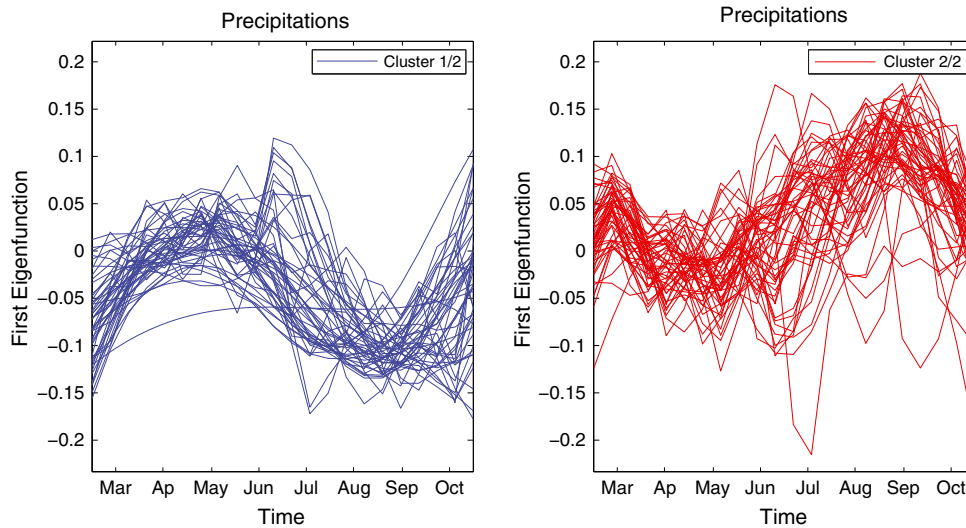 Precipitations
Cluster 1/2
0.2
0.15
0.1
0.05
0
−0.05
−0.1
−0.15
−0.2
First Eigenfunction
Mar Ap May Jun Jul Aug Sep Oct
Time
Precipitations
Cluster 2/2
0.2
0.15
0.1
0.05
0
−0.05
−0.1
−0.15
−0.2
First Eigenfunction
Mar Ap May Jun Jul Aug Sep Oct
Time